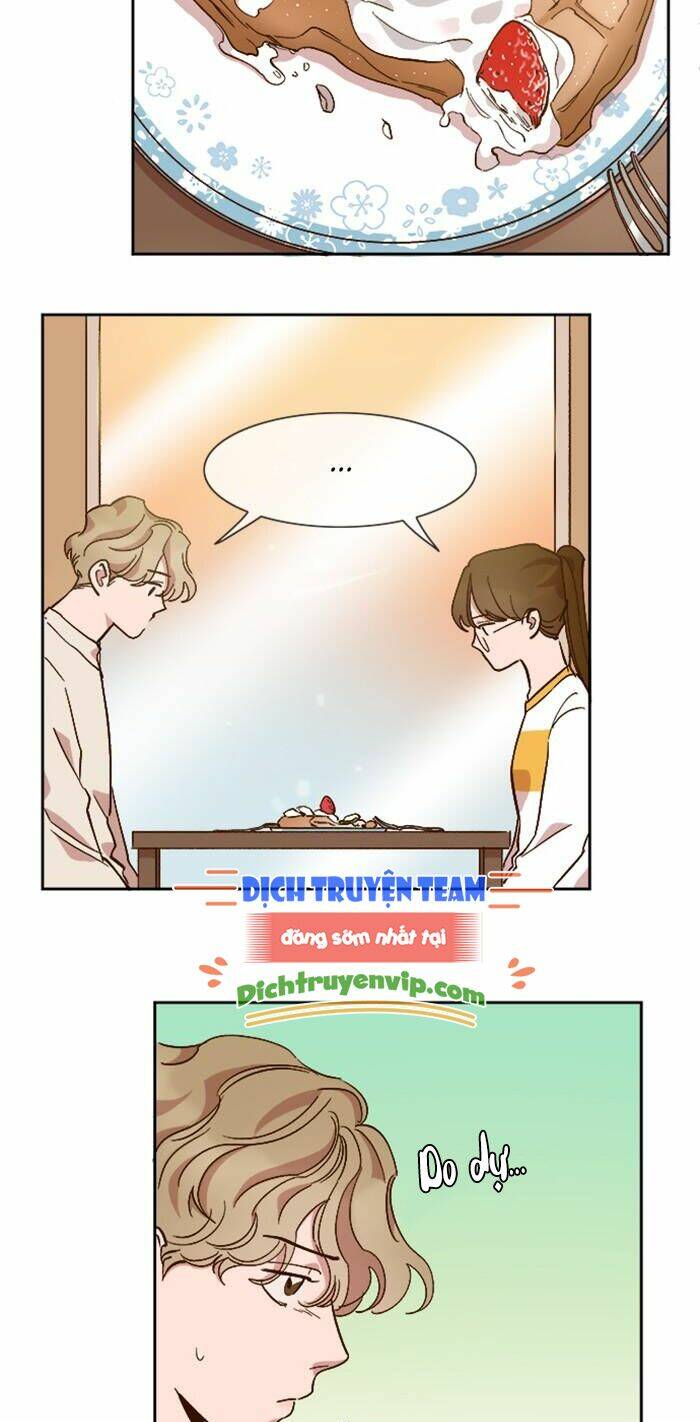 ...
DỊCH TRUYỆN TEAM
đăng sớm nhất tại
Dichtruyenvip.com
Do dự...